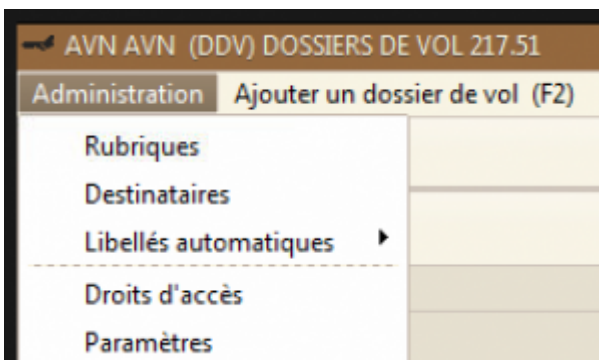 AVN AVN (DDV) DOSSIERS DE VOL 217.51
Administration Ajouter un dossier de vol (F2)
Rubriques
Destinataires
Libellés automatiques
Droits d'accès
Paramètres